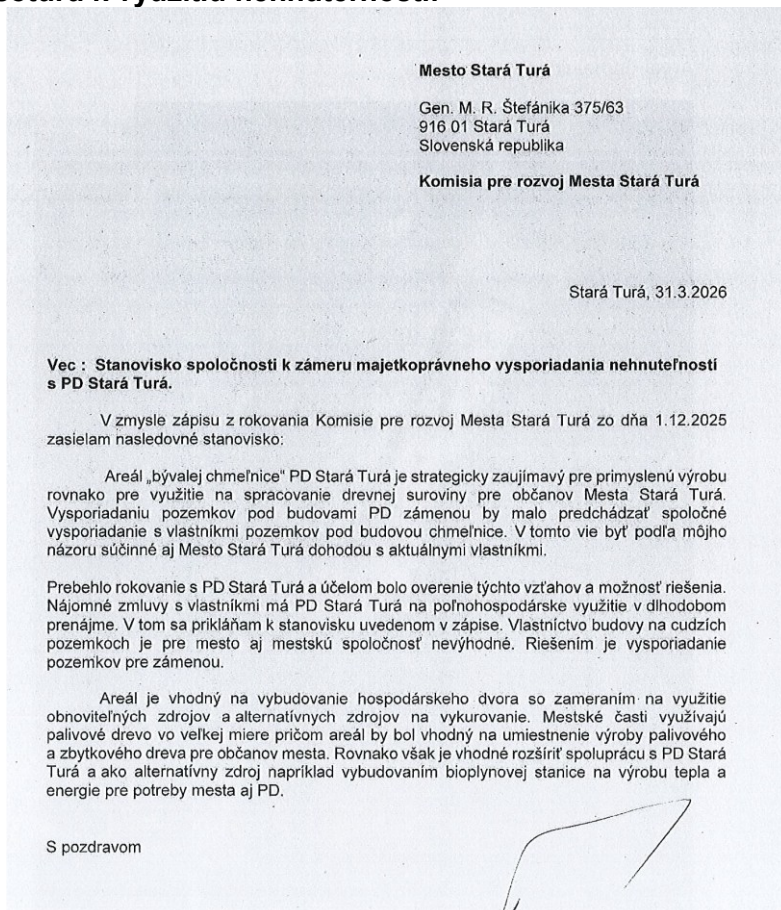 Mesto Stará Turá
Gen. M. R. Štefánika 375/63
916 01 Stará Turá
Slovenská republika
Komisia pre rozvoj Mesta Stará Turá
Stará Turá, 31.3.2026
Vec : Stanovisko spoločnosti k zámeru majetkoprávneho vysporiadania nehnuteľností
s PD Stará Turá.
V zmysle zápisu z rokovania Komisie pre rozvoj Mesta Stará Turá zo dňa 1.12.2025
zasielam nasledovné stanovisko:
Areál „bývalej chmeľnice" PD Stará Turá je strategicky zaujímavý pre primyslenú výrobu
rovnako pre využitie na spracovanie drevnej suroviny pre občanov Mesta Stará Turá.
Vysporiadaniu pozemkov pod budovami PD zámenou by malo predchádzať spoločné
vysporiadanie s vlastníkmi pozemkov pod budovou chmeľnice. V tomto vie byť podľa môjho
názoru súčinné aj Mesto Stará Turá dohodou s aktuálnymi vlastníkmi.
Prebehlo rokovanie s PD Stará Turá a účelom bolo overenie týchto vzťahov a možnosť riešenia.
Nájomné zmluvy s vlastníkmi má PD Stará Turá na poľnohospodárske využitie v dlhodobom
prenájme. V tom sa prikláňam k stanovisku uvedenom v zápise. Vlastníctvo budovy na cudzích
pozemkoch je pre mesto aj mestskú spoločnosť nevýhodné. Riešením je vysporiadanie
pozemkov pre zámenou.
Areál je vhodný na vybudovanie hospodárskeho dvora so zameraním na využitie
obnoviteľných zdrojov a alternatívnych zdrojov na vykurovanie. Mestské časti využívajú
palivové drevo vo veľkej miere pričom areál by bol vhodný na umiestnenie výroby palivového
a zbytkového dreva pre občanov mesta. Rovnako však je vhodné rozšíriť spoluprácu s PD Stará
Turá a ako alternatívny zdroj napríklad vybudovaním bioplynovej stanice na výrobu tepla a
energie pre potreby mesta aj PD.
S pozdravom